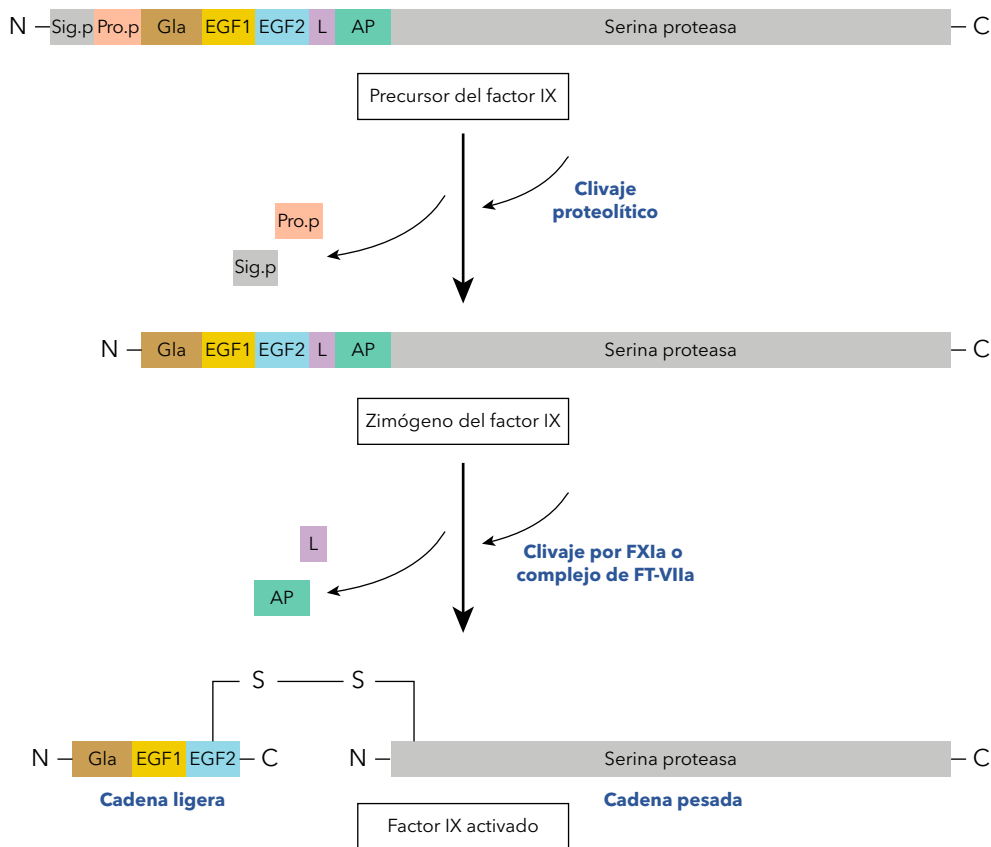 N Sig.p Pro.p Gla EGF1 EGF2 L AP Serina proteasa C
Precursor del factor IX
Clivaje
proteolítico
Pro.p
Sig.p
N Gla EGF1 EGF2 L AP Serina proteasa C
Zimógeno del factor IX
L
Clivaje por FXIa o
complejo de FT-VIIa
AP
S S
N Gla EGF1 EGF2 C N Serina proteasa C
Cadena ligera Cadena pesada
Factor IX activado